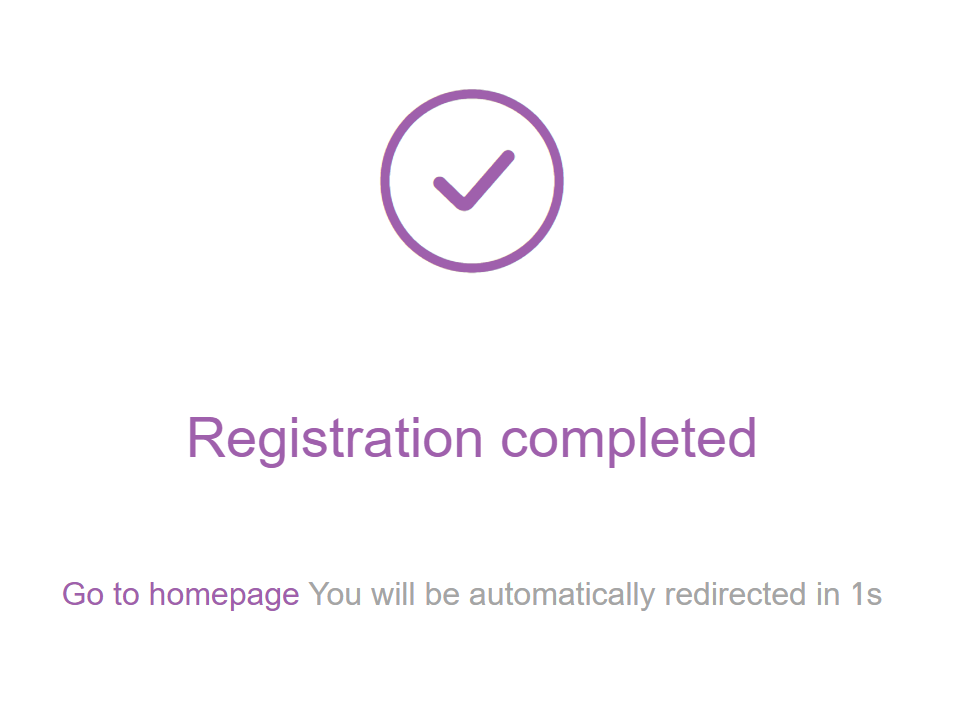 Registration completed
Go to homepage You will be automatically redirected in 1s